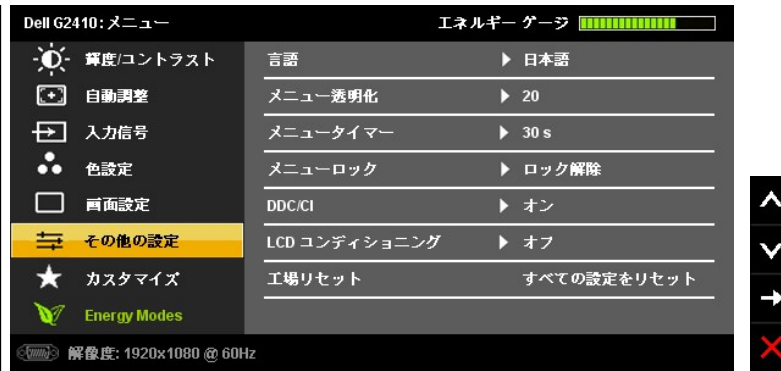 Dell G2410:メニュー エネルギー ゲージ
輝度/コントラスト
自動調整
入力信号
色設定
画面設定
その他の設定
カスタマイズ
Energy Modes
言語 日本語
メニュー透明化 20
メニュータイマー 30 s
メニューロック ロック解除
DDC/CI オン
LCD コンディショニング オフ
工場リセット すべての設定をリセット
解像度: 1920x1080 @ 60Hz